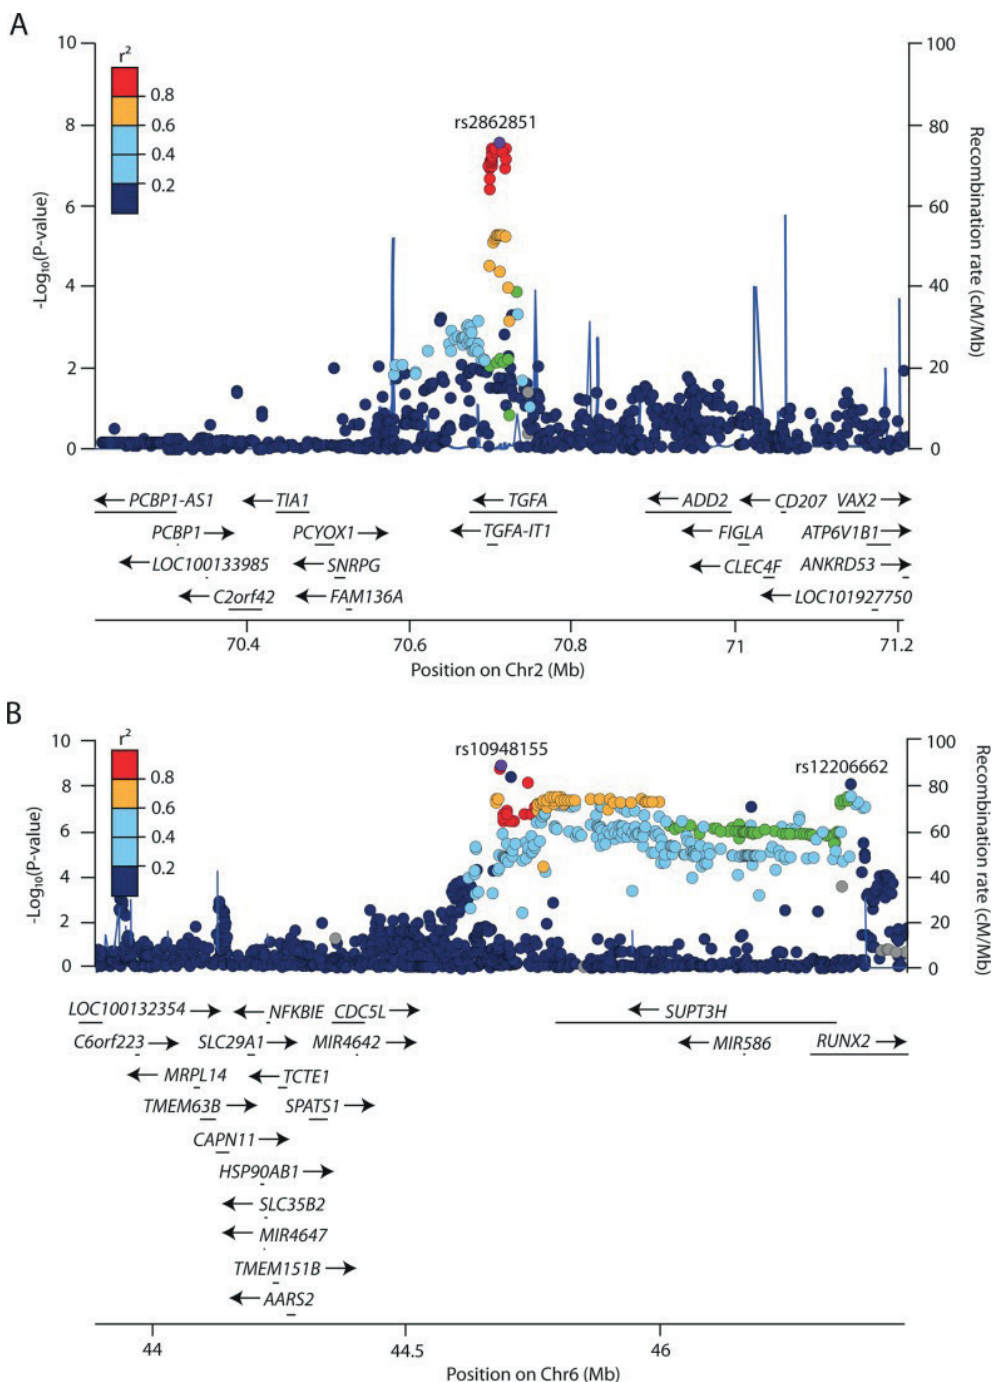 A
10
100
r²
0.8
0.6
0.4
0.2
8
80
rs2862851
6
60
4
40
2
20
0
0
-Log₁₀(P-value)
Recombination rate (cM/Mb)
PCBP1-AS1 TIA1 TGFA ADD2 CD207 VAX2
PCBP1 PCYOX1 TGFA-IT1 FIGLA ATP6V1B1
LOC100133985 SNRPG CLEC4F ANKRD53
C2orf42 FAM136A LOC101927750
70.4 70.6 70.8 71 71.2
Position on Chr2 (Mb)
B
10
100
r²
0.8
0.6
0.4
0.2
rs10948155
rs12206662
8
80
6
60
4
40
2
20
0
0
-Log₁₀(P-value)
Recombination rate (cM/Mb)
LOC100132354 NFKBIE CDC5L SUPT3H
C6orf223 SLC29A1 MIR4642 MIR586 RUNX2
MRPL14 TCTE1
TMEM63B SPATS1
CAPN11
HSP90AB1
SLC35B2
MIR4647
TMEM151B
AARS2
44 44.5 46
Position on Chr6 (Mb)